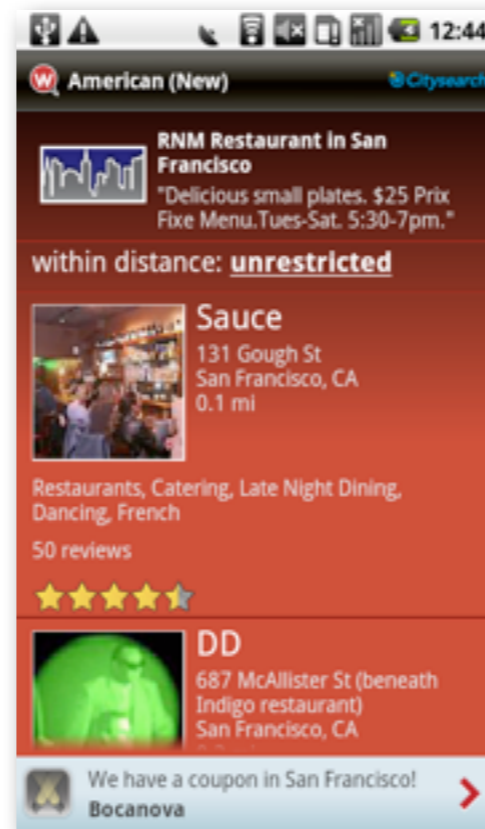 12:44
American (New)
Citysearch
RNM Restaurant in San
Francisco
"Delicious small plates. $25 Prix
Fixe Menu.Tues-Sat. 5:30-7pm."
within distance: unrestricted
Sauce
131 Gough St
San Francisco, CA
0.1 mi
Restaurants, Catering, Late Night Dining,
Dancing, French
50 reviews
DD
687 McAllister St (beneath
Indigo restaurant)
San Francisco, CA
We have a coupon in San Francisco!
Bocanova